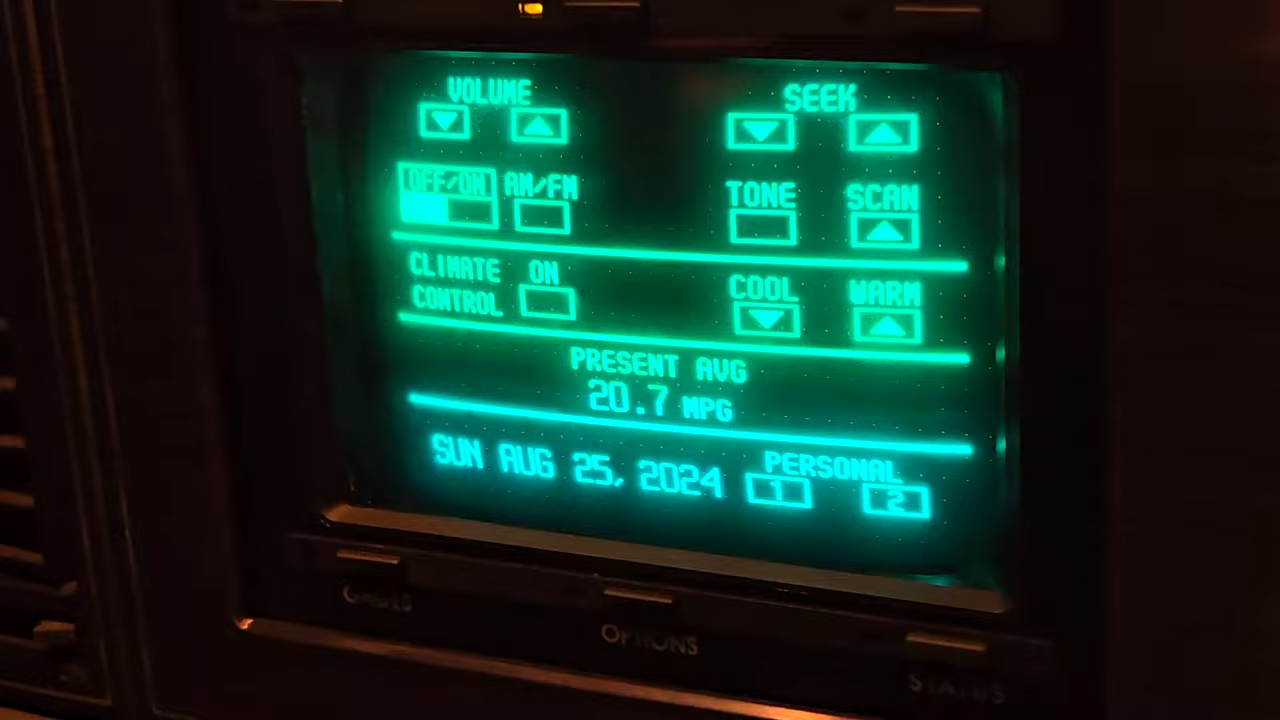 VOLUME SEEK
OFF/ON AM/FM TONE SCAN
CLIMATE CONTROL ON COOL WARM
PRESENT AVG
20.7 MPG
SUN AUG 25, 2024 PERSONAL
1 2
OPTIONS
STATUS